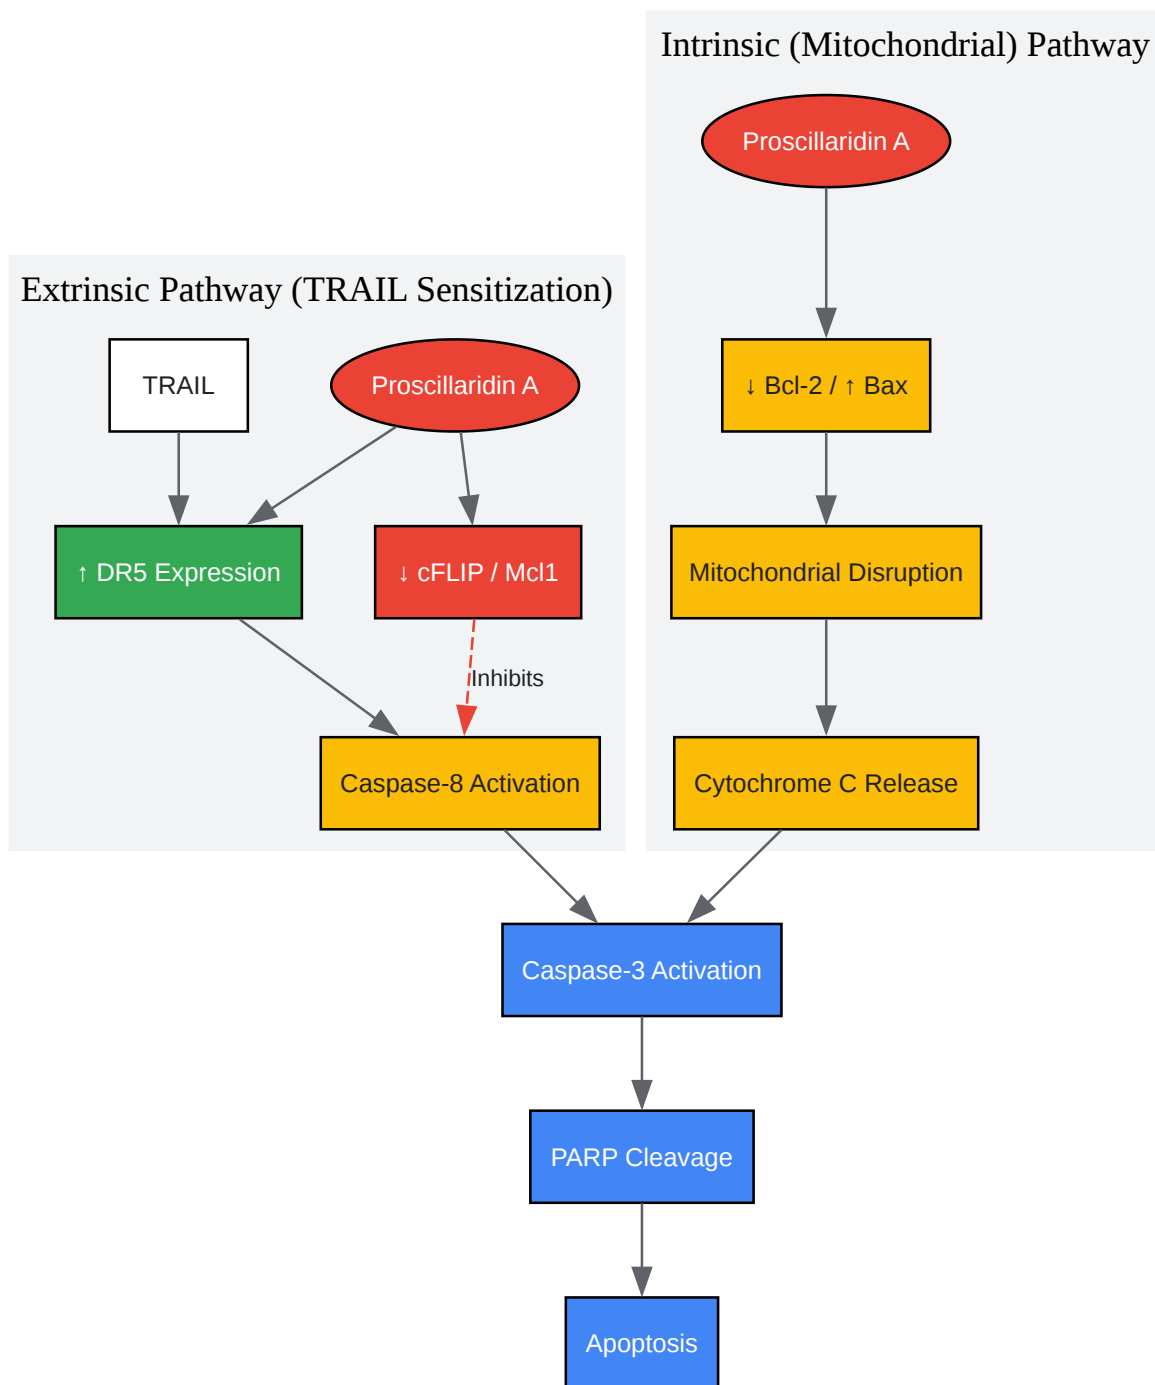 Intrinsic (Mitochondrial) Pathway
Proscillaridin A
Extrinsic Pathway (TRAIL Sensitization)
TRAIL
Proscillaridin A
↓ Bcl-2 / ↑ Bax
↑ DR5 Expression
↓ cFLIP / Mcl1
Mitochondrial Disruption
Inhibits
Caspase-8 Activation
Cytochrome C Release
Caspase-3 Activation
PARP Cleavage
Apoptosis